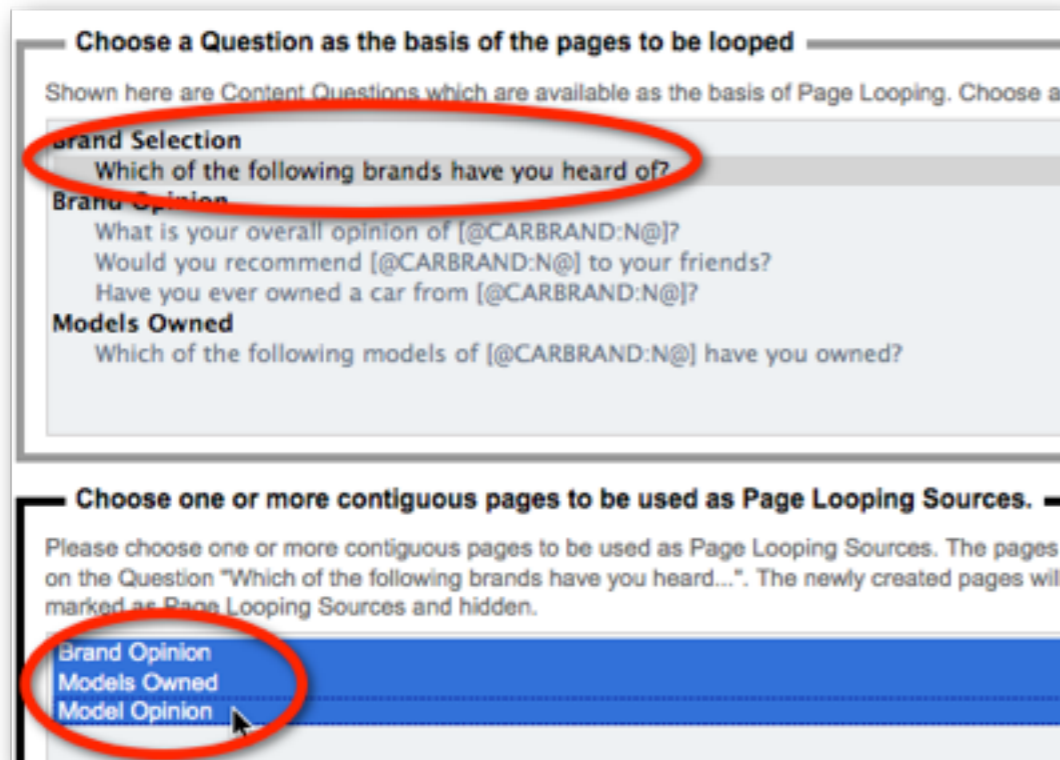 Choose a Question as the basis of the pages to be looped
Shown here are Content Questions which are available as the basis of Page Looping. Choose a
Brand Selection
Which of the following brands have you heard of?
Brand Opinion
What is your overall opinion of [@CARBRAND:N@]?
Would you recommend [@CARBRAND:N@] to your friends?
Have you ever owned a car from [@CARBRAND:N@]?
Models Owned
Which of the following models of [@CARBRAND:N@] have you owned?
Choose one or more contiguous pages to be used as Page Looping Sources.
Please choose one or more contiguous pages to be used as Page Looping Sources. The pages
on the Question "Which of the following brands have you heard...". The newly created pages will
marked as Page Looping Sources and hidden.
Brand Opinion
Models Owned
Model Opinion